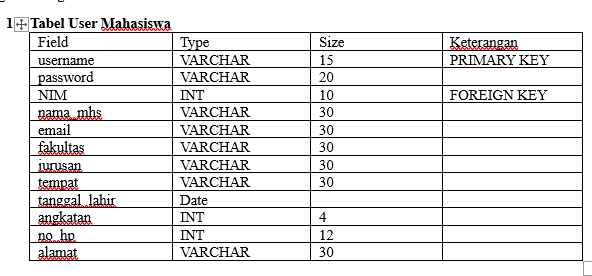 1 Tabel User Mahasiswa
Field Type Size Keterangan
username VARCHAR 15 PRIMARY KEY
password VARCHAR 20
NIM INT 10 FOREIGN KEY
nama_mhs VARCHAR 30
email VARCHAR 30
fakultas VARCHAR 30
jurusan VARCHAR 30
tempat VARCHAR 30
tanggal_lahir Date
angkatan INT 4
no_hp INT 12
alamat VARCHAR 30